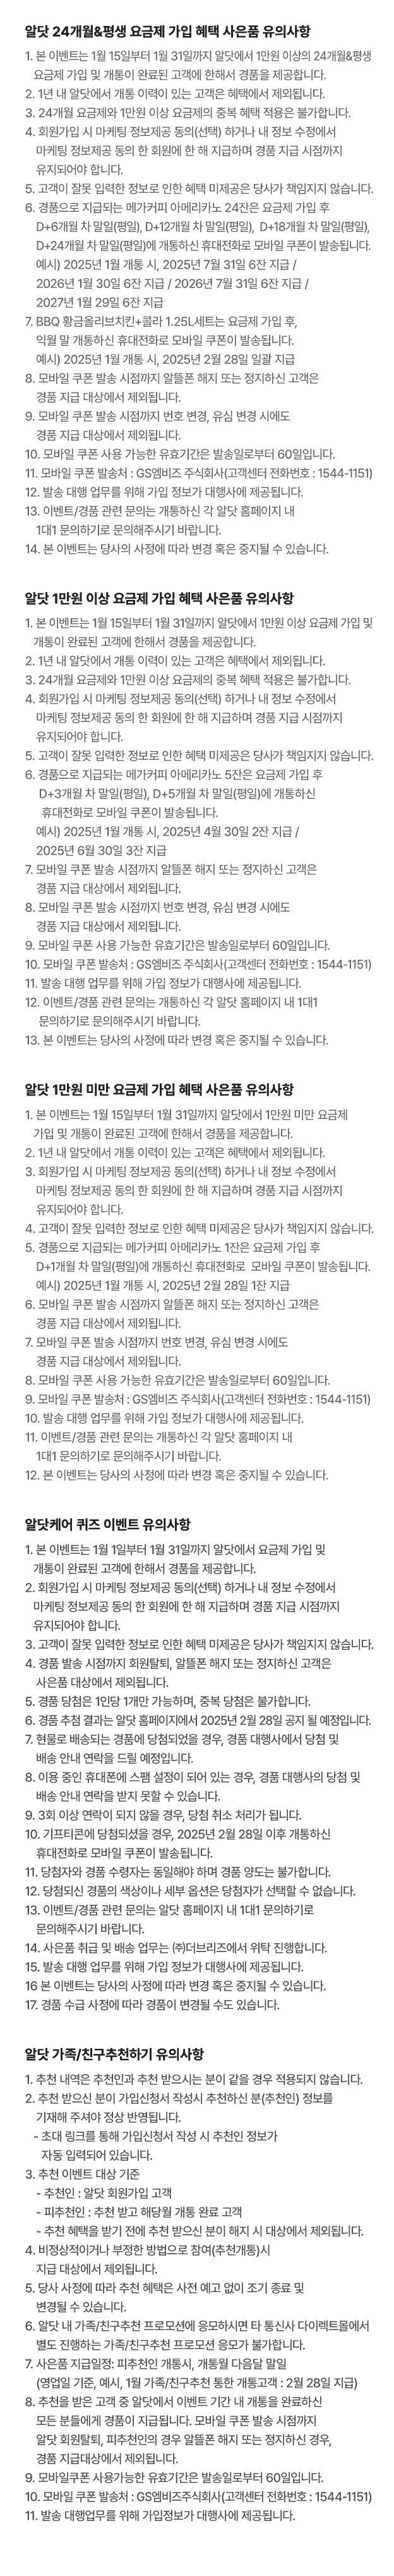 알닷 24개월&평생 요금제 가입 혜택 사은품 유의사항
1. 본 이벤트는 1월 15일부터 1월 31일까지 알닷에서 1만원 이상의 24개월&평생
요금제 가입 및 개통이 완료된 고객에 한해서 경품을 제공합니다.
2. 1년 내 알닷에서 개통 이력이 있는 고객은 혜택에서 제외됩니다.
3. 24개월 요금제와 1만원 이상 요금제의 중복 혜택 적용은 불가합니다.
4. 회원가입 시 마케팅 정보제공 동의(선택) 하거나 내 정보 수정에서
마케팅 정보제공 동의 한 회원에 한 해 지급하며 경품 지급 시점까지
유지되어야 합니다.
5. 고객이 잘못 입력한 정보로 인한 혜택 미제공은 당사가 책임지지 않습니다.
6. 경품으로 지급되는 메가커피 아메리카노 24잔은 요금제 가입 후
D+6개월 차 말일(평일), D+12개월 차 말일(평일), D+18개월 차 말일(평일),
D+24개월 차 말일(평일)에 개통하신 휴대전화로 모바일 쿠폰이 발송됩니다.
예시) 2025년 1월 개통 시, 2025년 7월 31일 6잔 지급 /
2026년 1월 30일 6잔 지급 / 2026년 7월 31일 6잔 지급 /
2027년 1월 29일 6잔 지급
7. BBQ 황금올리브치킨+콜라 1.25L세트는 요금제 가입 후,
익월 말 개통하신 휴대전화로 모바일 쿠폰이 발송됩니다.
예시) 2025년 1월 개통 시, 2025년 2월 28일 일괄 지급
8. 모바일 쿠폰 발송 시점까지 알뜰폰 해지 또는 정지하신 고객은
경품 지급 대상에서 제외됩니다.
9. 모바일 쿠폰 발송 시점까지 번호 변경, 유심 변경 시에도
경품 지급 대상에서 제외됩니다.
10. 모바일 쿠폰 사용 가능한 유효기간은 발송일로부터 60일입니다.
11. 모바일 쿠폰 발송처 : GS엠비즈 주식회사(고객센터 전화번호 : 1544-1151)
12. 발송 대행 업무를 위해 가입 정보가 대행사에 제공됩니다.
13. 이벤트/경품 관련 문의는 개통하신 각 알닷 홈페이지 내
1대1 문의하기로 문의해주시기 바랍니다.
14. 본 이벤트는 당사의 사정에 따라 변경 혹은 중지될 수 있습니다.
알닷 1만원 이상 요금제 가입 혜택 사은품 유의사항
1. 본 이벤트는 1월 15일부터 1월 31일까지 알닷에서 1만원 이상 요금제 가입 및
개통이 완료된 고객에 한해서 경품을 제공합니다.
2. 1년 내 알닷에서 개통 이력이 있는 고객은 혜택에서 제외됩니다.
3. 24개월 요금제와 1만원 이상 요금제의 중복 혜택 적용은 불가합니다.
4. 회원가입 시 마케팅 정보제공 동의(선택) 하거나 내 정보 수정에서
마케팅 정보제공 동의 한 회원에 한 해 지급하며 경품 지급 시점까지
유지되어야 합니다.
5. 고객이 잘못 입력한 정보로 인한 혜택 미제공은 당사가 책임지지 않습니다.
6. 경품으로 지급되는 메가커피 아메리카노 5잔은 요금제 가입 후
D+3개월 차 말일(평일), D+5개월 차 말일(평일)에 개통하신
휴대전화로 모바일 쿠폰이 발송됩니다.
예시) 2025년 1월 개통 시, 2025년 4월 30일 2잔 지급 /
2025년 6월 30일 3잔 지급
7. 모바일 쿠폰 발송 시점까지 알뜰폰 해지 또는 정지하신 고객은
경품 지급 대상에서 제외됩니다.
8. 모바일 쿠폰 발송 시점까지 번호 변경, 유심 변경 시에도
경품 지급 대상에서 제외됩니다.
9. 모바일 쿠폰 사용 가능한 유효기간은 발송일로부터 60일입니다.
10. 모바일 쿠폰 발송처 : GS엠비즈 주식회사(고객센터 전화번호 : 1544-1151)
11. 발송 대행 업무를 위해 가입 정보가 대행사에 제공됩니다.
12. 이벤트/경품 관련 문의는 개통하신 각 알닷 홈페이지 내 1대1
문의하기로 문의해주시기 바랍니다.
13. 본 이벤트는 당사의 사정에 따라 변경 혹은 중지될 수 있습니다.
알닷 1만원 미만 요금제 가입 혜택 사은품 유의사항
1. 본 이벤트는 1월 15일부터 1월 31일까지 알닷에서 1만원 미만 요금제
가입 및 개통이 완료된 고객에 한해서 경품을 제공합니다.
2. 1년 내 알닷에서 개통 이력이 있는 고객은 혜택에서 제외됩니다.
3. 회원가입 시 마케팅 정보제공 동의(선택) 하거나 내 정보 수정에서
마케팅 정보제공 동의 한 회원에 한 해 지급하며 경품 지급 시점까지
유지되어야 합니다.
4. 고객이 잘못 입력한 정보로 인한 혜택 미제공은 당사가 책임지지 않습니다.
5. 경품으로 지급되는 메가커피 아메리카노 1잔은 요금제 가입 후
D+1개월 차 말일(평일)에 개통하신 휴대전화로 모바일 쿠폰이 발송됩니다.
예시) 2025년 1월 개통 시, 2025년 2월 28일 1잔 지급
6. 모바일 쿠폰 발송 시점까지 알뜰폰 해지 또는 정지하신 고객은
경품 지급 대상에서 제외됩니다.
7. 모바일 쿠폰 발송 시점까지 번호 변경, 유심 변경 시에도
경품 지급 대상에서 제외됩니다.
8. 모바일 쿠폰 사용 가능한 유효기간은 발송일로부터 60일입니다.
9. 모바일 쿠폰 발송처 : GS엠비즈 주식회사(고객센터 전화번호 : 1544-1151)
10. 발송 대행 업무를 위해 가입 정보가 대행사에 제공됩니다.
11. 이벤트/경품 관련 문의는 개통하신 각 알닷 홈페이지 내
1대1 문의하기로 문의해주시기 바랍니다.
12. 본 이벤트는 당사의 사정에 따라 변경 혹은 중지될 수 있습니다.
알닷케어 퀴즈 이벤트 유의사항
1. 본 이벤트는 1월 1일부터 1월 31일까지 알닷에서 요금제 가입 및
개통이 완료된 고객에 한해서 경품을 제공합니다.
2. 회원가입 시 마케팅 정보제공 동의(선택) 하거나 내 정보 수정에서
마케팅 정보제공 동의 한 회원에 한 해 지급하며 경품 지급 시점까지
유지되어야 합니다.
3. 고객이 잘못 입력한 정보로 인한 혜택 미제공은 당사가 책임지지 않습니다.
4. 경품 발송 시점까지 회원탈퇴, 알뜰폰 해지 또는 정지하신 고객은
사은품 대상에서 제외됩니다.
5. 경품 당첨은 1인당 1개만 가능하며, 중복 당첨은 불가합니다.
6. 경품 추첨 결과는 알닷 홈페이지에서 2025년 2월 28일 공지 될 예정입니다.
7. 현물로 배송되는 경품에 당첨되었을 경우, 경품 대행사에서 당첨 및
배송 안내 연락을 드릴 예정입니다.
8. 이용 중인 휴대폰에 스팸 설정이 되어 있는 경우, 경품 대행사의 당첨 및
배송 안내 연락을 받지 못할 수 있습니다.
9. 3회 이상 연락이 되지 않을 경우, 당첨 취소 처리가 됩니다.
10. 기프티콘에 당첨되셨을 경우, 2025년 2월 28일 이후 개통하신
휴대전화로 모바일 쿠폰이 발송됩니다.
11. 당첨자와 경품 수령자는 동일해야 하며 경품 양도는 불가합니다.
12. 당첨되신 경품의 색상이나 세부 옵션은 당첨자가 선택할 수 없습니다.
13. 이벤트/경품 관련 문의는 알닷 홈페이지 내 1대1 문의하기로
문의해주시기 바랍니다.
14. 사은품 취급 및 배송 업무는 ㈜더브리즈에서 위탁 진행합니다.
15. 발송 대행 업무를 위해 가입 정보가 대행사에 제공됩니다.
16 본 이벤트는 당사의 사정에 따라 변경 혹은 중지될 수 있습니다.
17. 경품 수급 사정에 따라 경품이 변경될 수도 있습니다.
알닷 가족/친구추천하기 유의사항
1. 추천 내역은 추천인과 추천 받으시는 분이 같을 경우 적용되지 않습니다.
2. 추천 받으신 분이 가입신청서 작성시 추천하신 분(추천인) 정보를
기재해 주셔야 정상 반영됩니다.
- 초대 링크를 통해 가입신청서 작성 시 추천인 정보가
자동 입력되어 있습니다.
3. 추천 이벤트 대상 기준
- 추천인 : 알닷 회원가입 고객
- 피추천인 : 추천 받고 해당월 개통 완료 고객
- 추천 혜택을 받기 전에 추천 받으신 분이 해지 시 대상에서 제외됩니다.
4. 비정상적이거나 부정한 방법으로 참여(추천개통)시
지급 대상에서 제외됩니다.
5. 당사 사정에 따라 추천 혜택은 사전 예고 없이 조기 종료 및
변경될 수 있습니다.
6. 알닷 내 가족/친구추천 프로모션에 응모하시면 타 통신사 다이렉트몰에서
별도 진행하는 가족/친구추천 프로모션 응모가 불가합니다.
7. 사은품 지급일정: 피추천인 개통시, 개통월 다음달 말일
(영업일 기준, 예시, 1월 가족/친구추천 통한 개통고객 : 2월 28일 지급)
8. 추천을 받은 고객 중 알닷에서 이벤트 기간 내 개통을 완료하신
모든 분들에게 경품이 지급됩니다. 모바일 쿠폰 발송 시점까지
알닷 회원탈퇴, 피추천인의 경우 알뜰폰 해지 또는 정지하신 경우,
경품 지급대상에서 제외됩니다.
9. 모바일쿠폰 사용가능한 유효기간은 발송일로부터 60일입니다.
10. 모바일 쿠폰 발송처 : GS엠비즈주식회사(고객센터 전화번호 : 1544-1151)
11. 발송 대행업무를 위해 가입정보가 대행사에 제공됩니다.